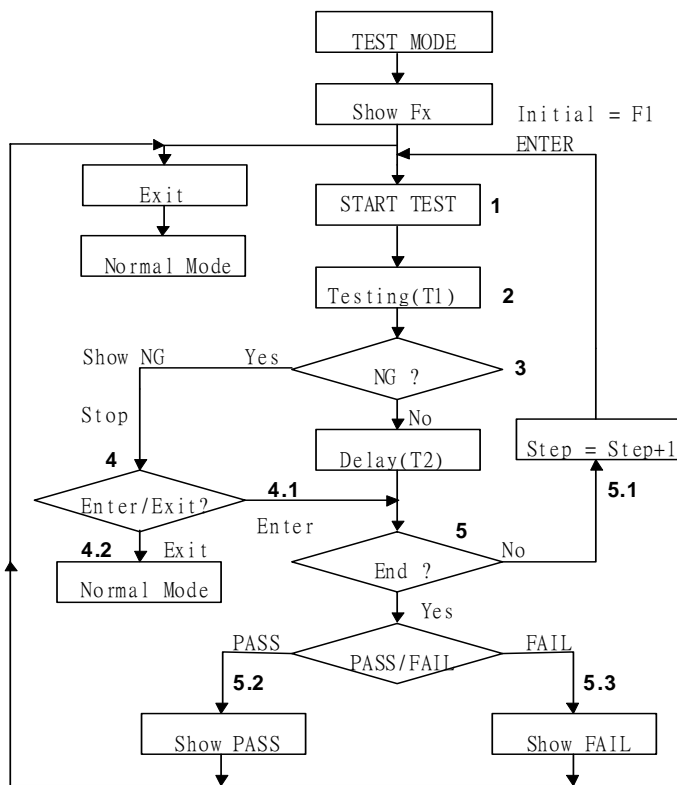 TEST MODE
Show Fx
Initial = F1
ENTER
Exit
START TEST 1
Normal Mode
Testing(T1) 2
Show NG Yes
NG ? 3
Stop
No
Delay(T2)
Step = Step+1
4
Enter/Exit?
4.1
Enter
5.1
5
4.2 Exit
Normal Mode
End ?
No
Yes
PASS
PASS/FAIL
FAIL
5.2
5.3
Show PASS
Show FAIL